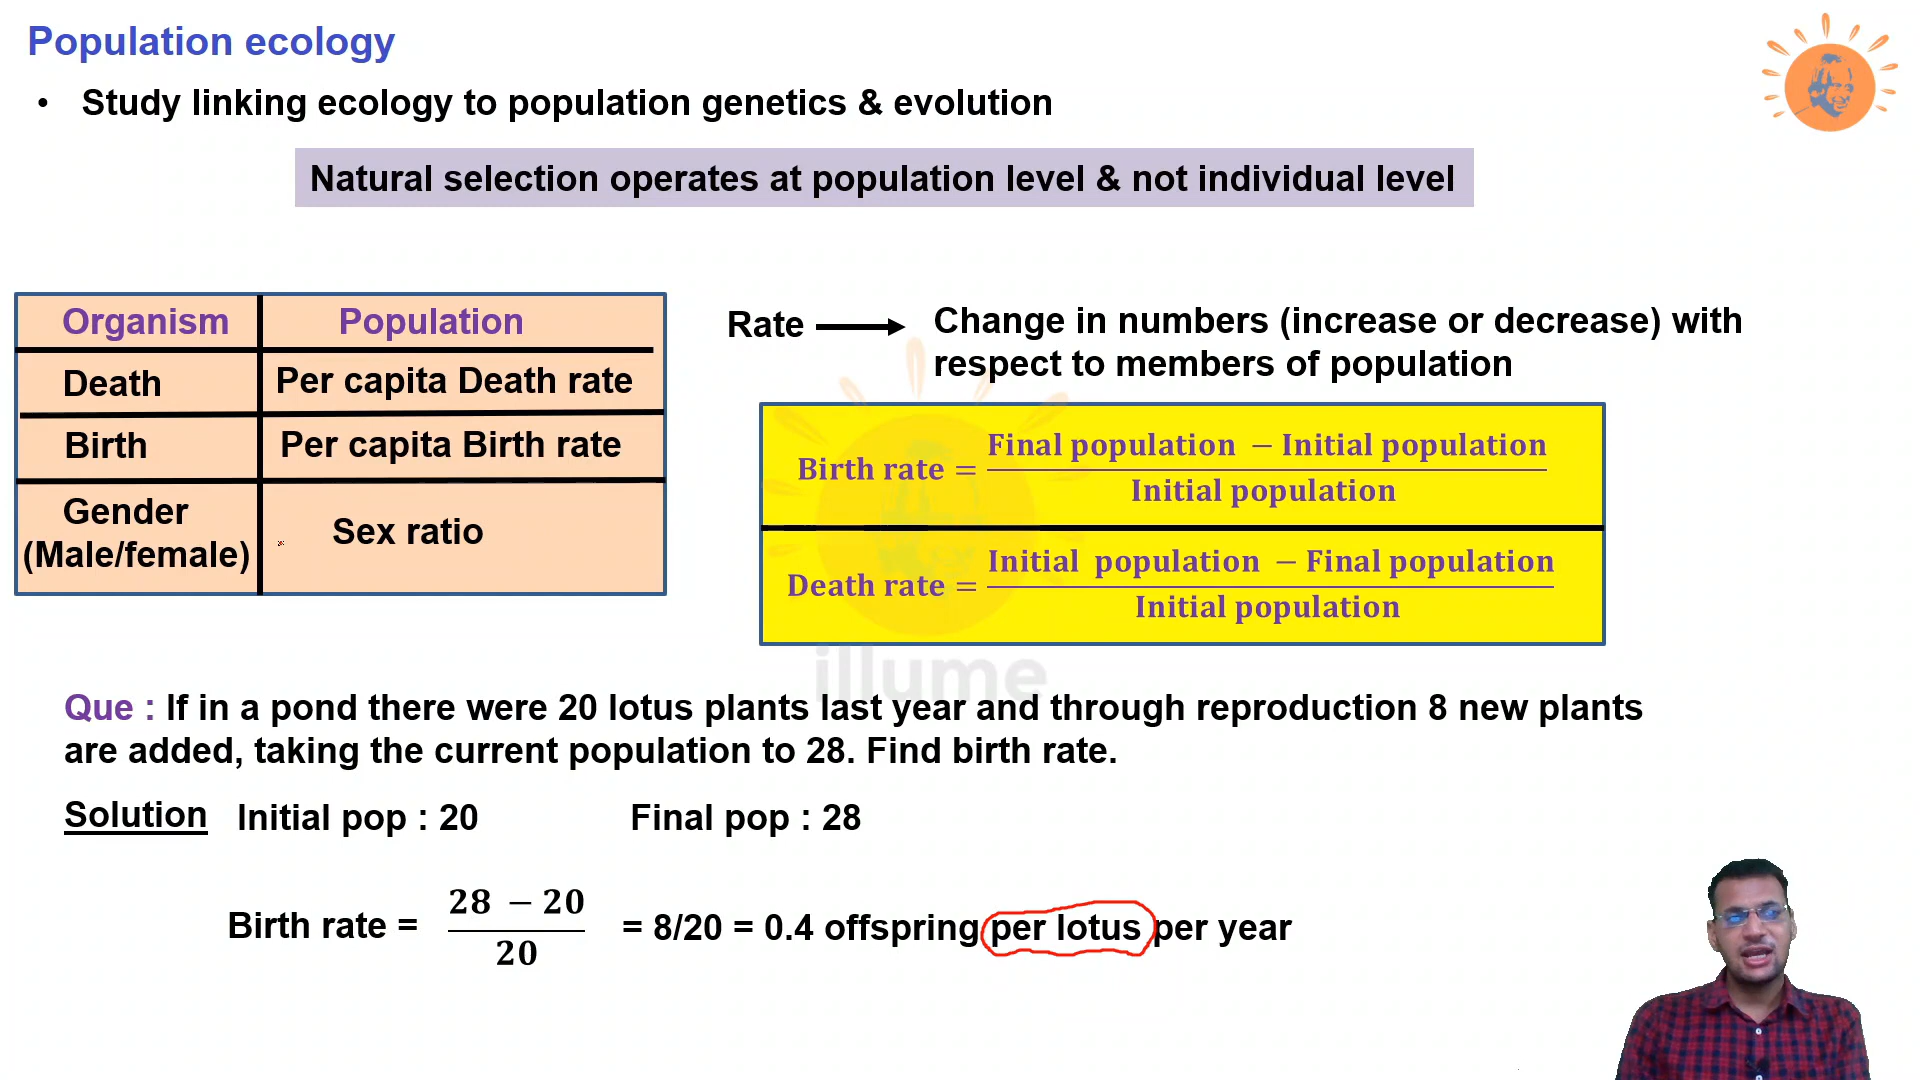 Population ecology
• Study linking ecology to population genetics & evolution
Natural selection operates at population level & not individual level
Organism Population
Death Per capita Death rate
Birth Per capita Birth rate
Gender
(Male/female) Sex ratio
Rate → Change in numbers (increase or decrease) with
respect to members of population
Birth rate = (Final population − Initial population) / Initial population
Death rate = (Initial population − Final population) / Initial population
illume
Que : If in a pond there were 20 lotus plants last year and through reproduction 8 new plants
are added, taking the current population to 28. Find birth rate.
Solution Initial pop : 20 Final pop : 28
Birth rate = (28 − 20) / 20 = 8/20 = 0.4 offspring per lotus per year